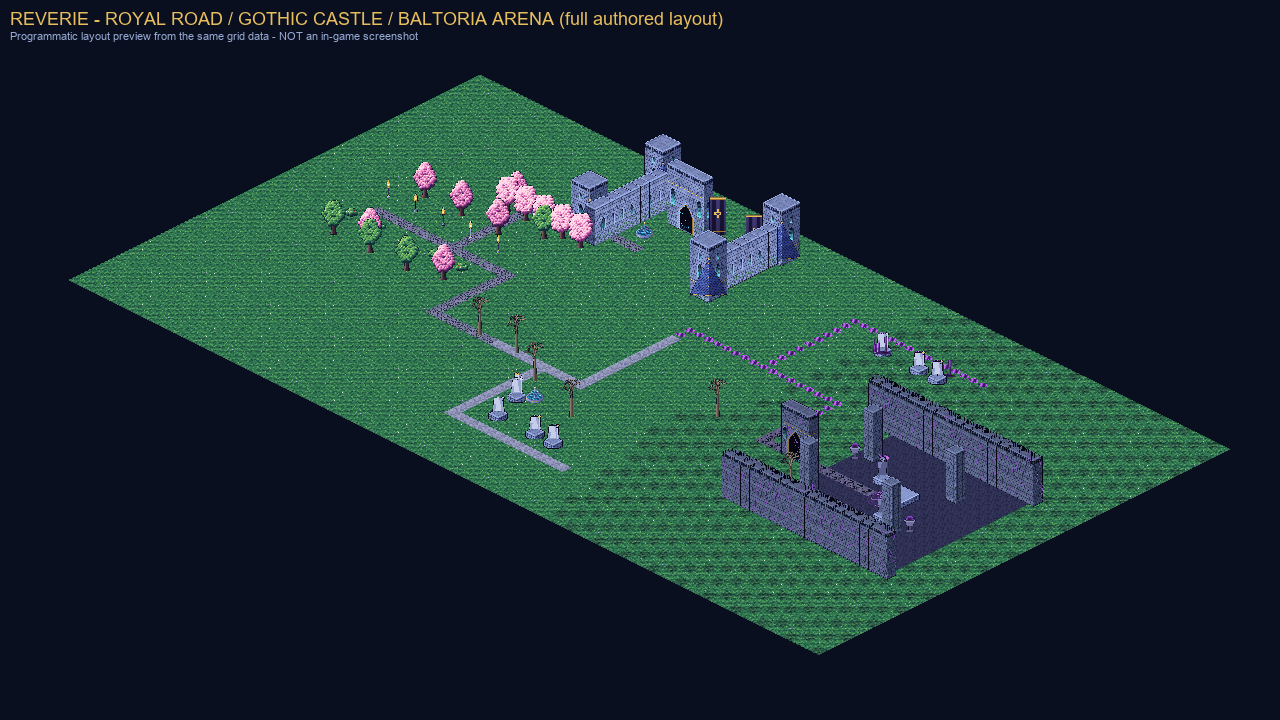 REVERIE - ROYAL ROAD / GOTHIC CASTLE / BALTORIA ARENA (full authored layout)
Programmatic layout preview from the same grid data - NOT an in-game screenshot